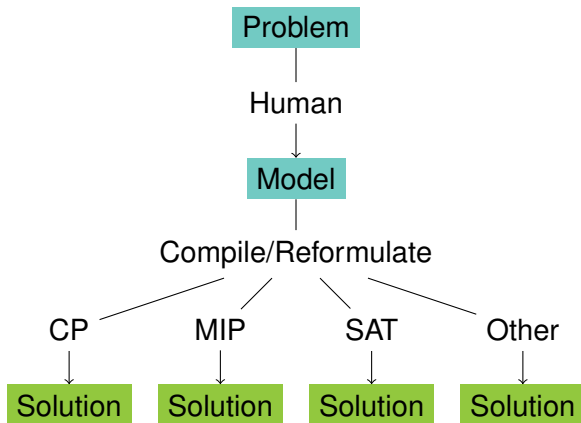 Problem
Human
Model
Compile/Reformulate
CP MIP SAT Other
Solution Solution Solution Solution